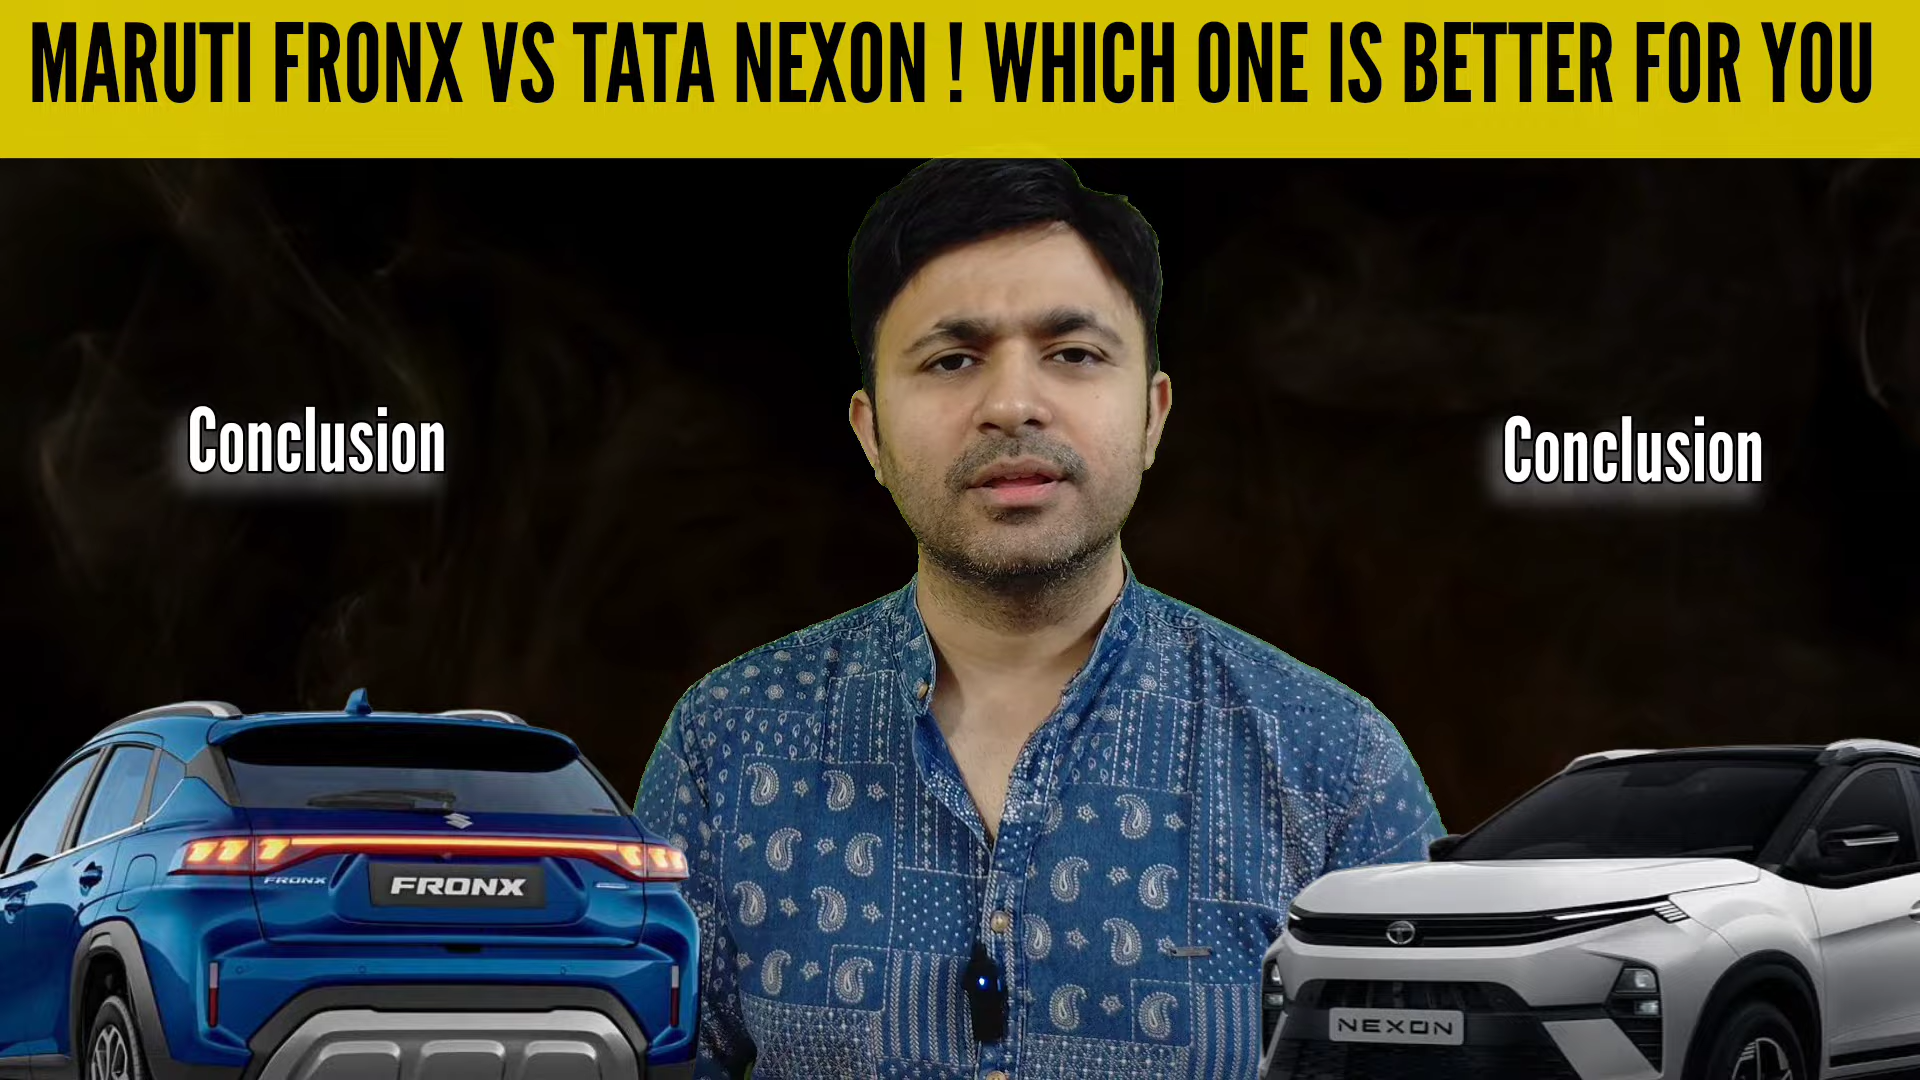 MARUTI FRONX VS TATA NEXON ! WHICH ONE IS BETTER FOR YOU
Conclusion
Conclusion
FRONX
FRONX
NEXON